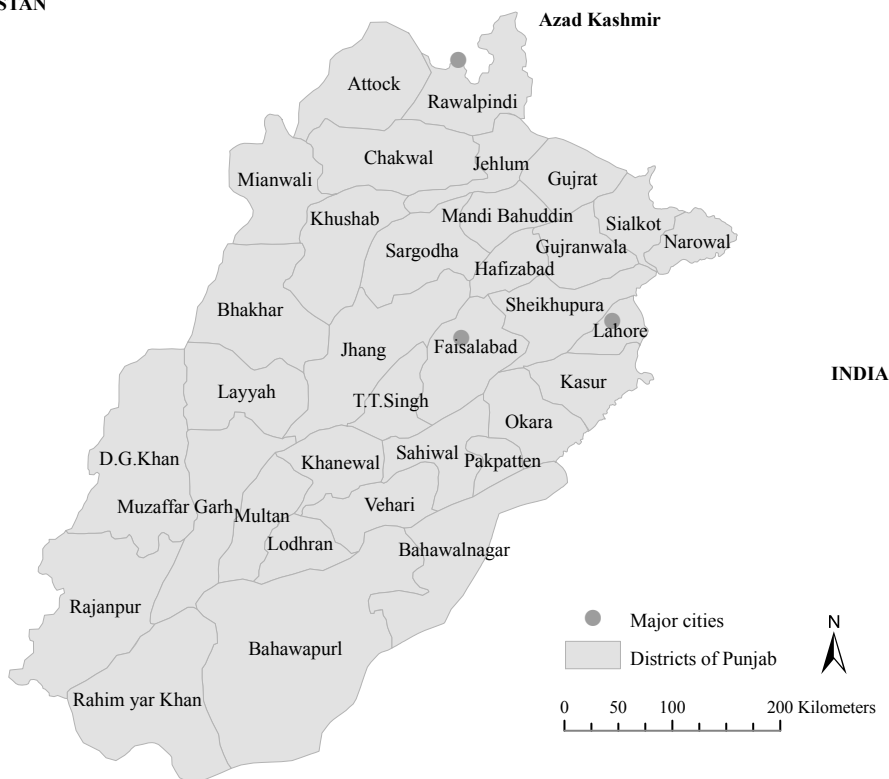 STAN
Azad Kashmir
Attock
Rawalpindi
Chakwal
Jehlum
Mianwali
Gujrat
Khushab
Mandi Bahuddin
Sialkot
Sargodha
Gujranwala
Narowal
Hafizabad
Bhakhar
Sheikhupura
Lahore
Jhang
Faisalabad
INDIA
Kasur
Layyah
T.T.Singh
Okara
D.G.Khan
Khanewal
Sahiwal
Pakpatten
Muzaffar Garh
Multan
Vehari
Lodhran
Bahawalnagar
Rajanpur
Bahawapurl
Rahim yar Khan
Major cities
Districts of Punjab
N
0 50 100 200 Kilometers